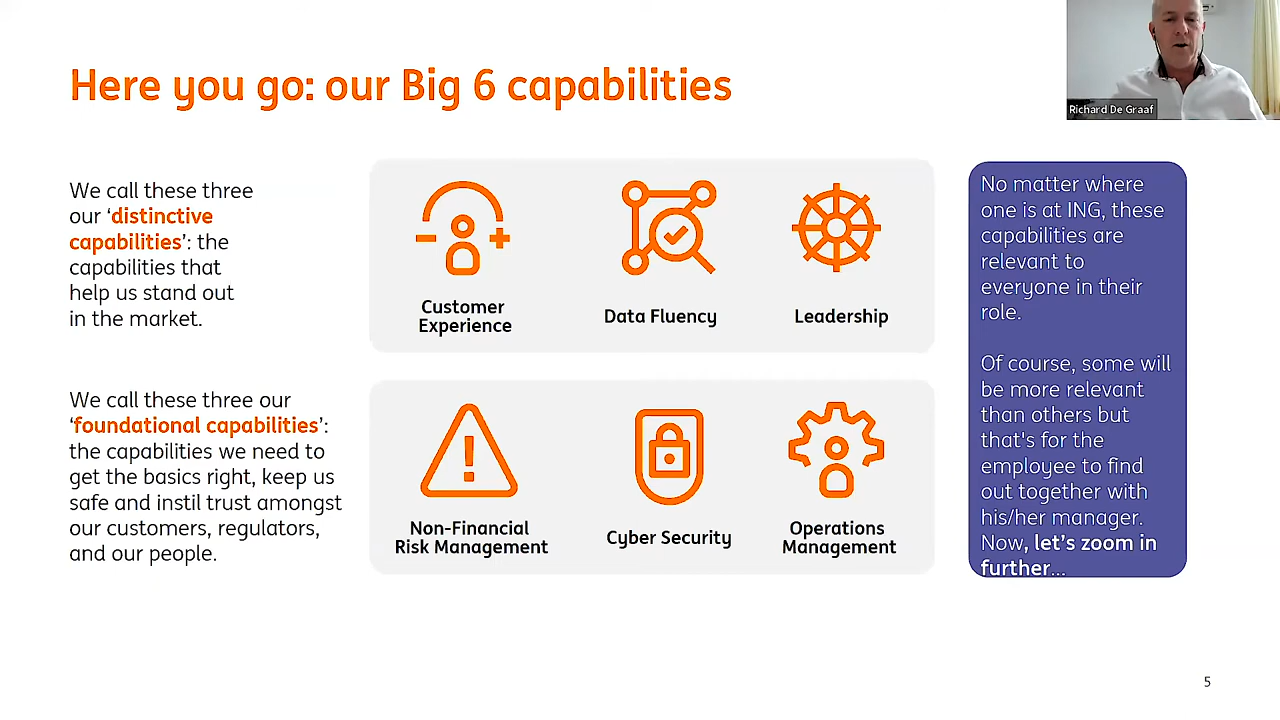 Here you go: our Big 6 capabilities
Richard De Graaf
We call these three
our ‘distinctive
capabilities’: the
capabilities that
help us stand out
in the market.
Customer
Experience
Data Fluency
Leadership
We call these three our
‘foundational capabilities’:
the capabilities we need to
get the basics right, keep us
safe and instil trust amongst
our customers, regulators,
and our people.
Non-Financial
Risk Management
Cyber Security
Operations
Management
No matter where
one is at ING, these
capabilities are
relevant to
everyone in their
role.
Of course, some will
be more relevant
than others but
that's for the
employee to find
out together with
his/her manager.
Now, let’s zoom in
further...
5